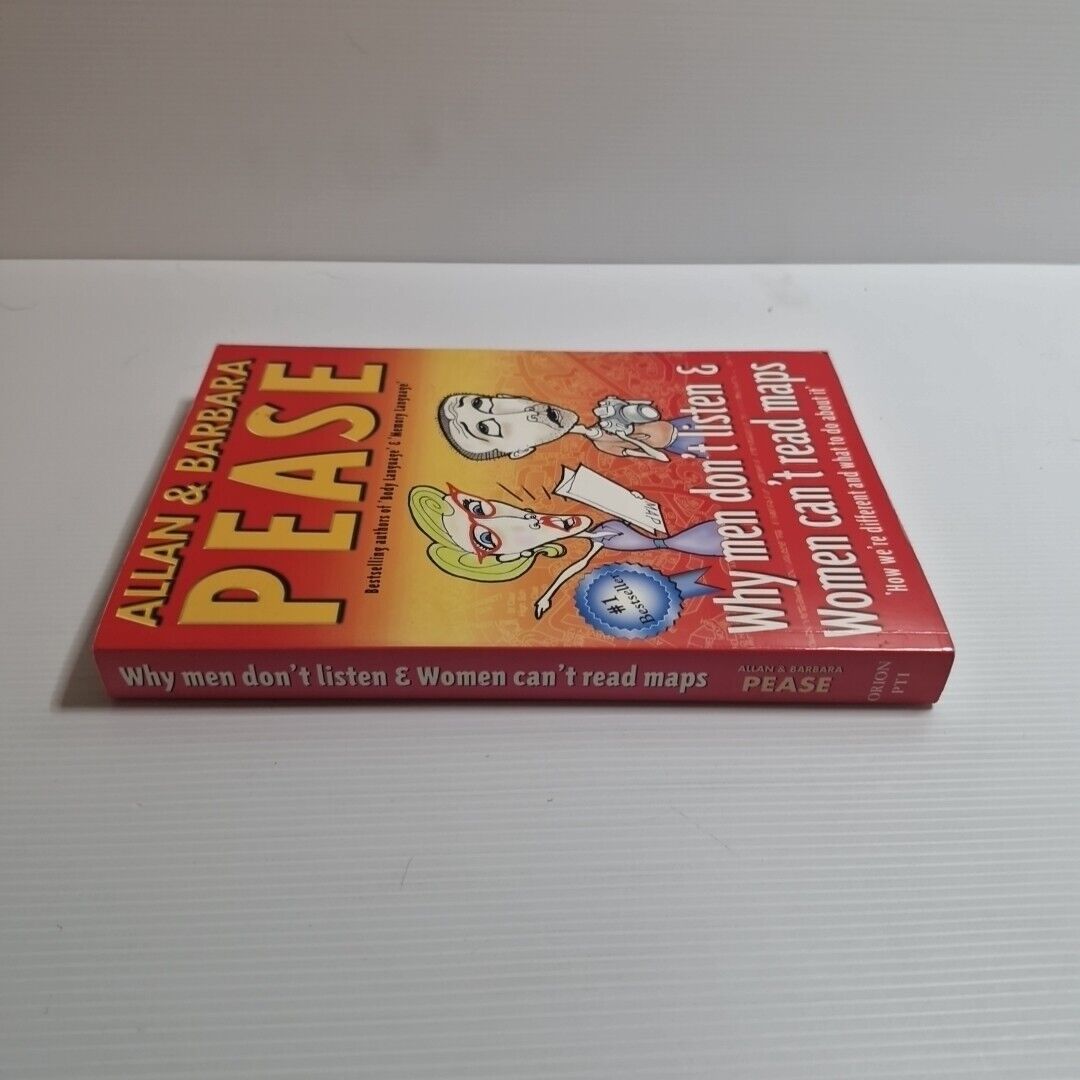 ALLAN & BARBARA
PEASE
Bestselling authors of 'Body Language' & 'Memory Language'
MAP
#1
Bestseller
Why men don't listen &
Women can't read maps
'How we're different and what to do about it'
Why men don't listen & Women can't read maps
ALLAN & BARBARA
PEASE
ORION
PTI